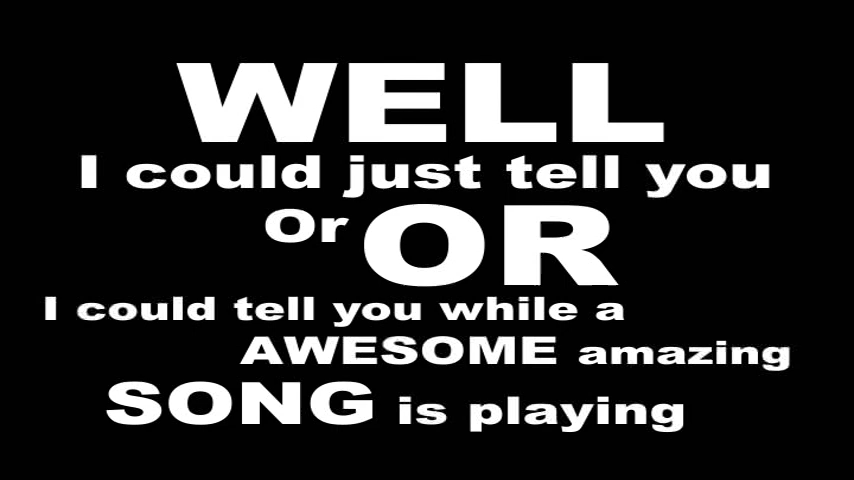 WELL
I could just tell you
Or OR
I could tell you while a
AWESOME amazing
SONG is playing